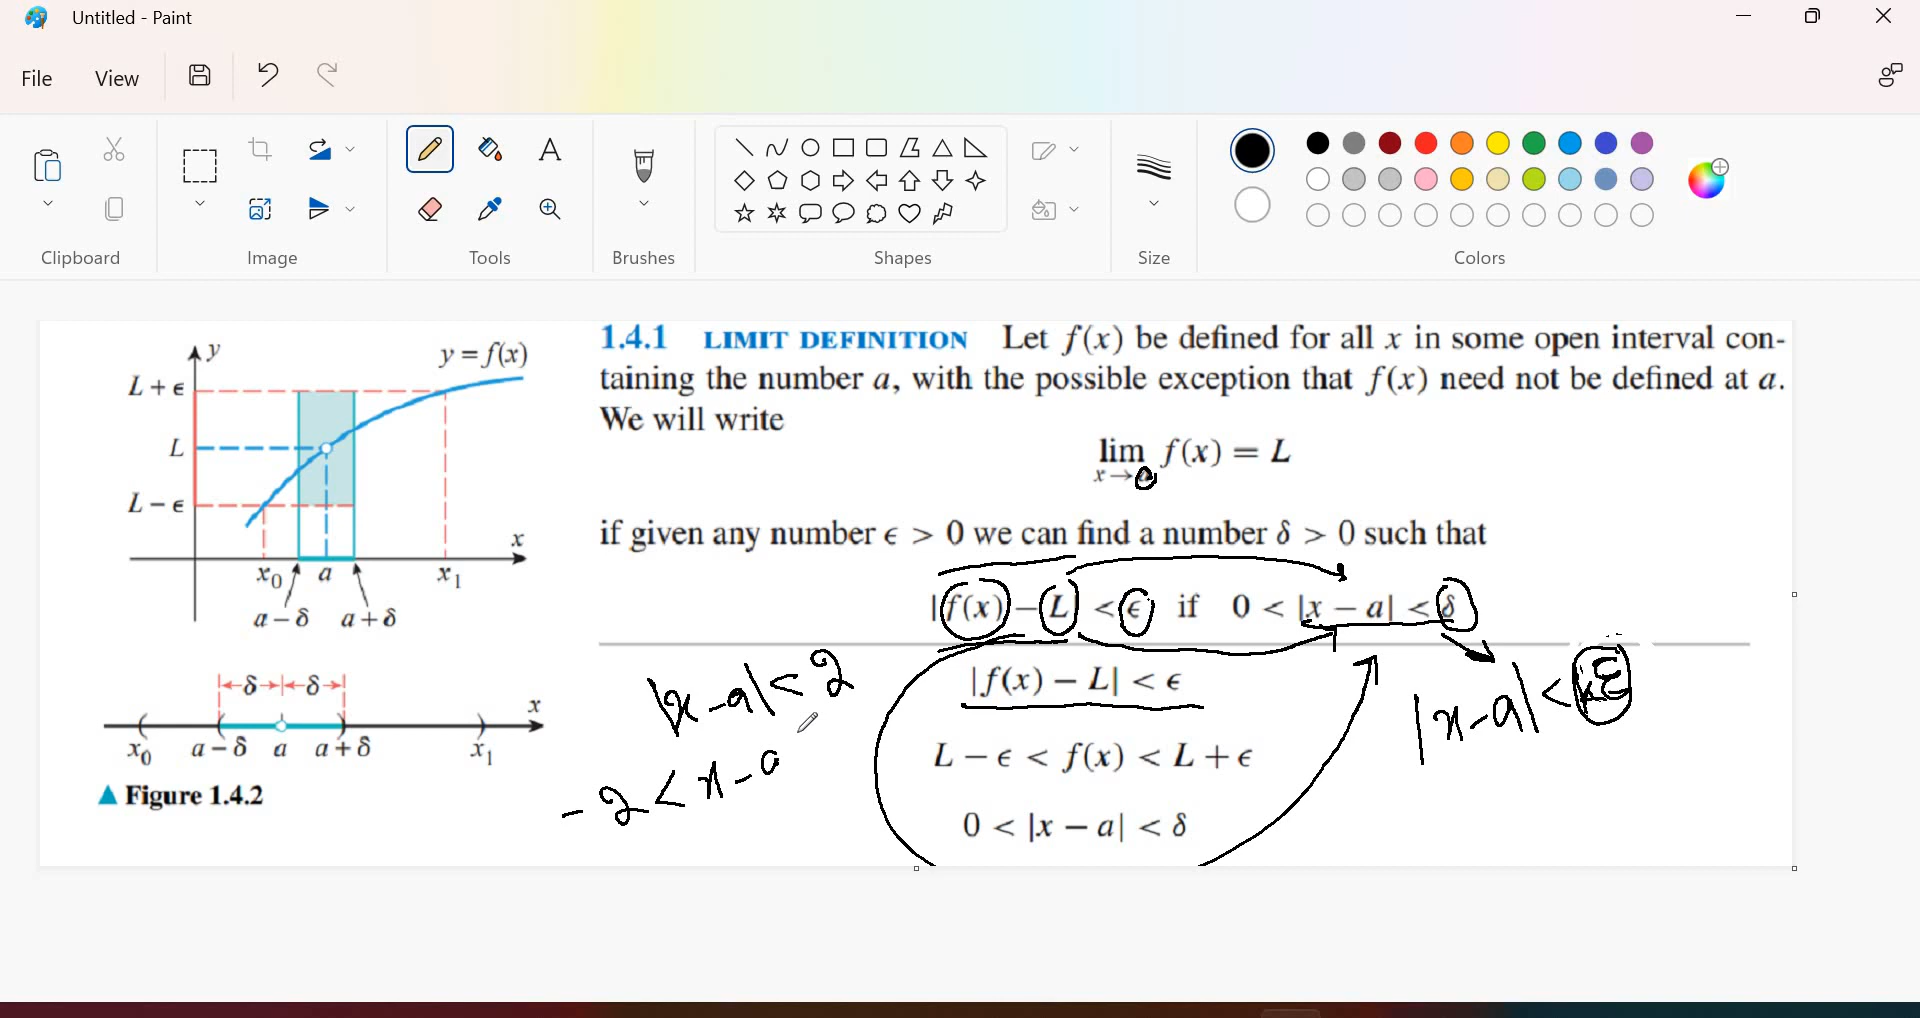 Untitled - Paint
File View
Clipboard
Image
Tools
Brushes
Shapes
Size
Colors
y
y = f(x)
L + ϵ
L
L − ϵ
x
x₀ a x₁
a − δ a + δ
δ δ
x
x₀ a − δ a a + δ x₁
▲ Figure 1.4.2
1.4.1 LIMIT DEFINITION Let f(x) be defined for all x in some open interval con-
taining the number a, with the possible exception that f(x) need not be defined at a.
We will write
lim f(x) = L
x → a
if given any number ϵ > 0 we can find a number δ > 0 such that
|f(x) − L| < ϵ if 0 < |x − a| < δ
|f(x) − L| < ϵ
L − ϵ < f(x) < L + ϵ
0 < |x − a| < δ
|x - a| < 2
- 2 < x - a
|x - a| <